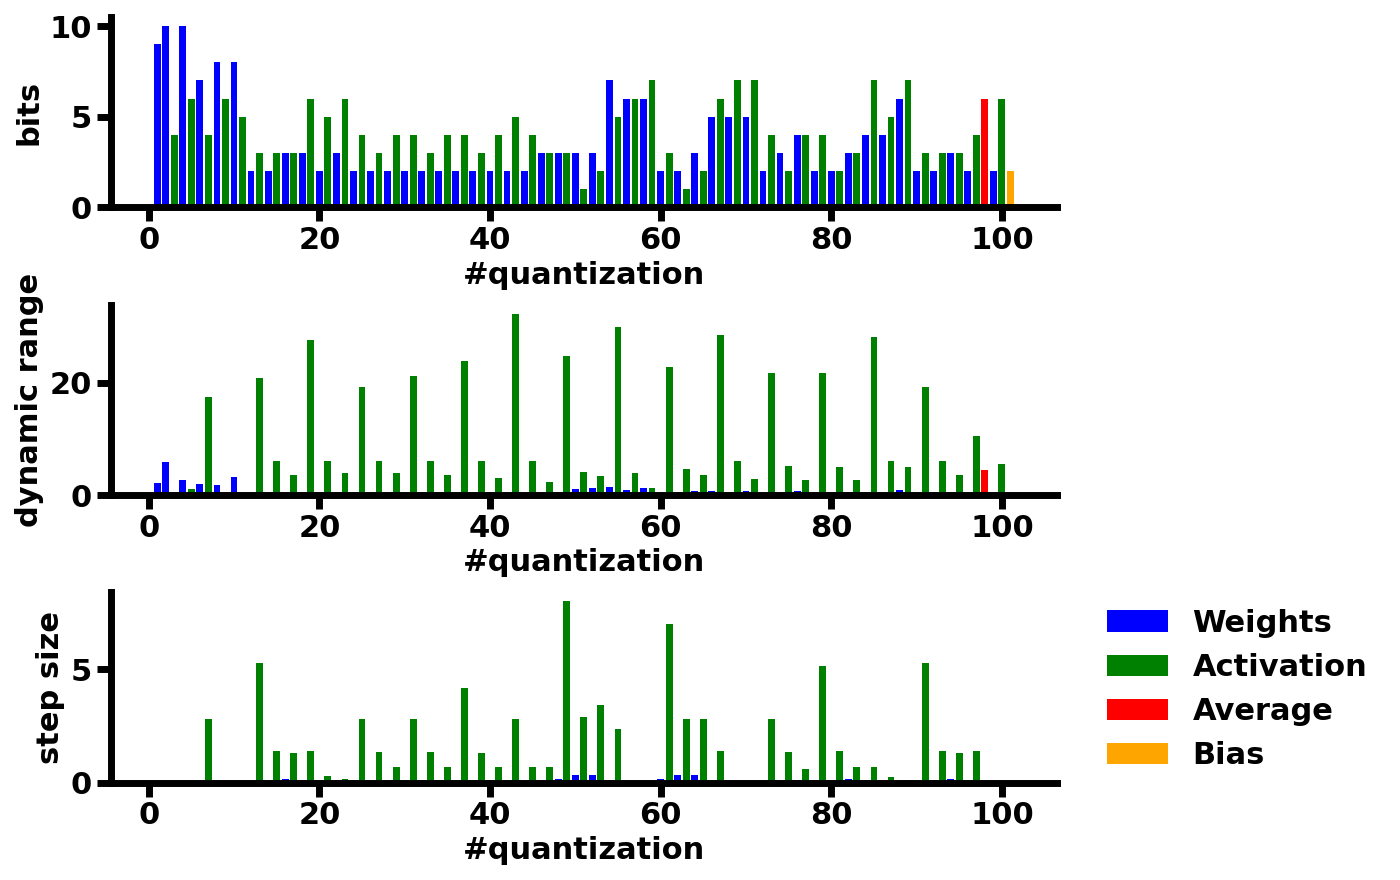 bits
10
5
0
0 20 40 60 80 100
#quantization
dynamic range
20
0
0 20 40 60 80 100
#quantization
step size
5
0
0 20 40 60 80 100
#quantization
Weights
Activation
Average
Bias